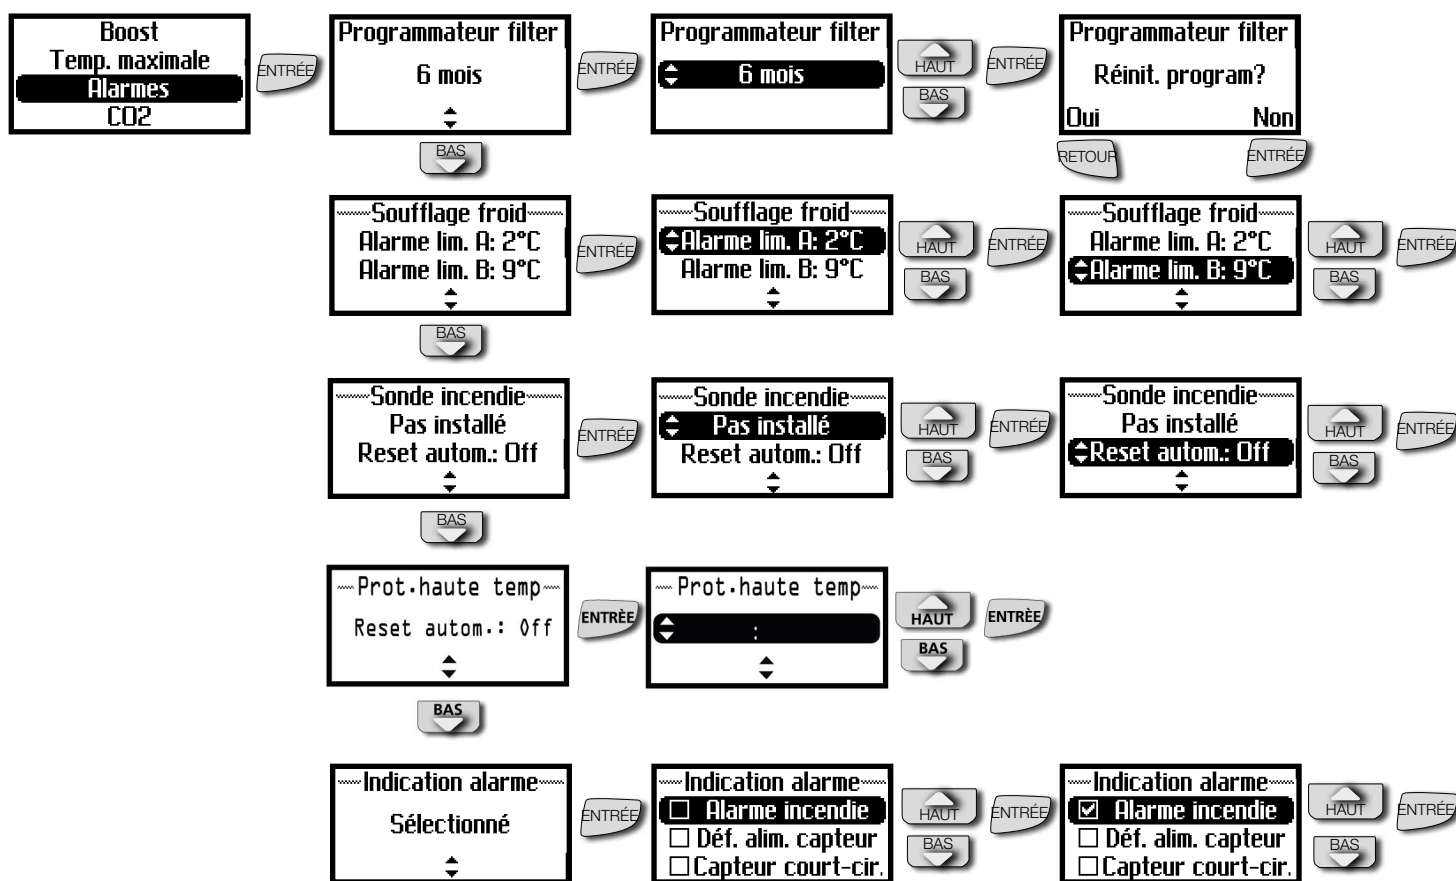 Boost
Temp. maximale
Alarmes
CO2
ENTRÉE
Programmateur filter
6 mois
ENTRÉE
Programmateur filter
6 mois
HAUT
BAS
ENTRÉE
Programmateur filter
Réinit. program?
Oui Non
RETOUR
ENTRÉE
BAS
Soufflage froid
Alarme lim. A: 2°C
Alarme lim. B: 9°C
ENTRÉE
Soufflage froid
Alarme lim. A: 2°C
Alarme lim. B: 9°C
HAUT
BAS
ENTRÉE
Soufflage froid
Alarme lim. A: 2°C
Alarme lim. B: 9°C
HAUT
BAS
ENTRÉE
BAS
Sonde incendie
Pas installé
Reset autom.: Off
ENTRÉE
Sonde incendie
Pas installé
Reset autom.: Off
HAUT
BAS
ENTRÉE
Sonde incendie
Pas installé
Reset autom.: Off
HAUT
BAS
ENTRÉE
BAS
Prot.haute temp
Reset autom.: Off
ENTRÈE
Prot.haute temp
:
HAUT
BAS
ENTRÈE
BAS
Indication alarme
Sélectionné
ENTRÉE
Indication alarme
Alarme incendie
Déf. alim. capteur
Capteur court-cir.
HAUT
BAS
ENTRÉE
Indication alarme
Alarme incendie
Déf. alim. capteur
Capteur court-cir.
HAUT
BAS
ENTRÉE